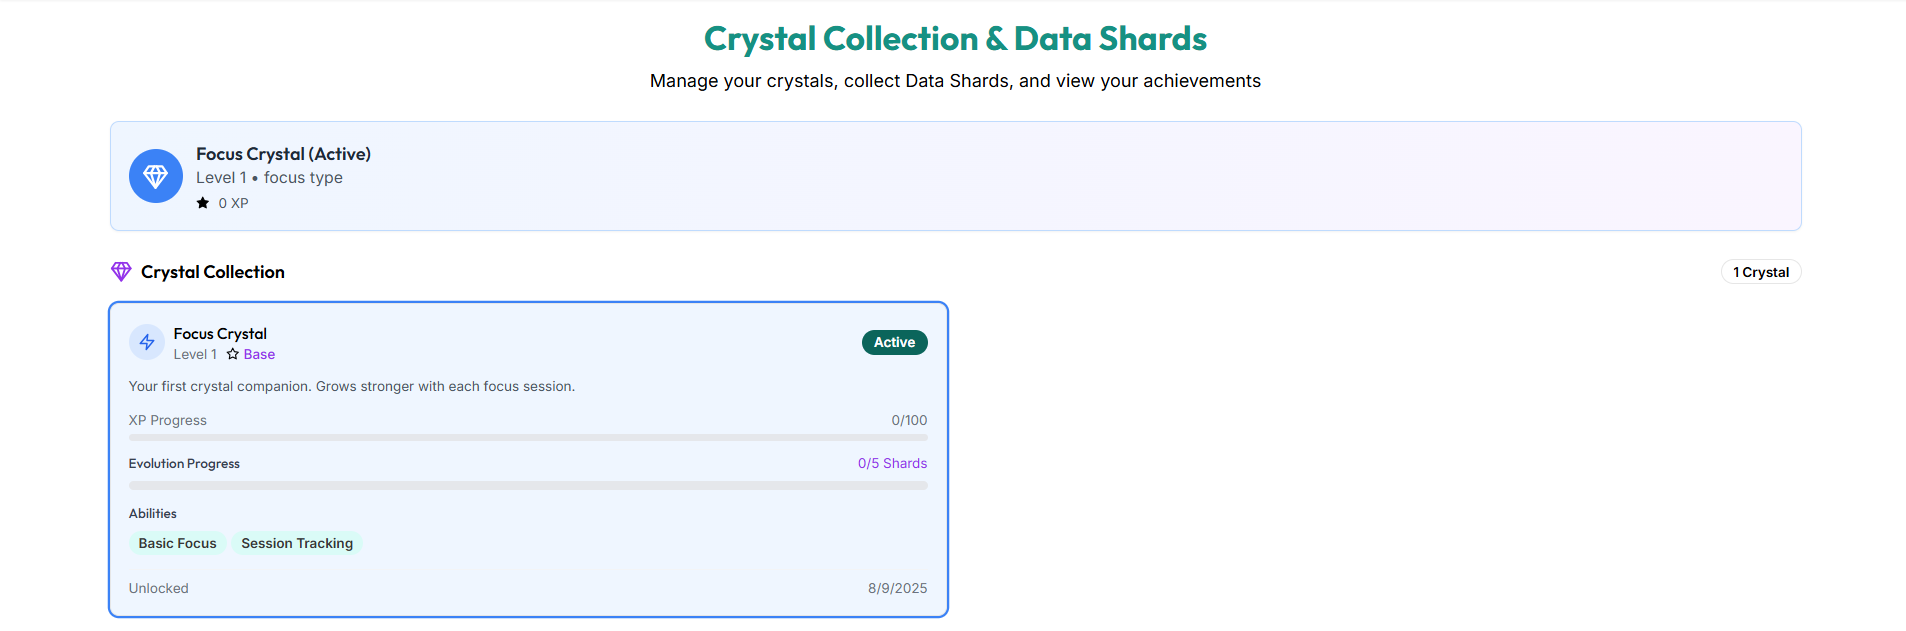 Crystal Collection & Data Shards
Manage your crystals, collect Data Shards, and view your achievements
Focus Crystal (Active)
Level 1 • focus type
0 XP
Crystal Collection
1 Crystal
Focus Crystal
Level 1 Base
Active
Your first crystal companion. Grows stronger with each focus session.
XP Progress 0/100
Evolution Progress 0/5 Shards
Abilities
Basic Focus Session Tracking
Unlocked 8/9/2025